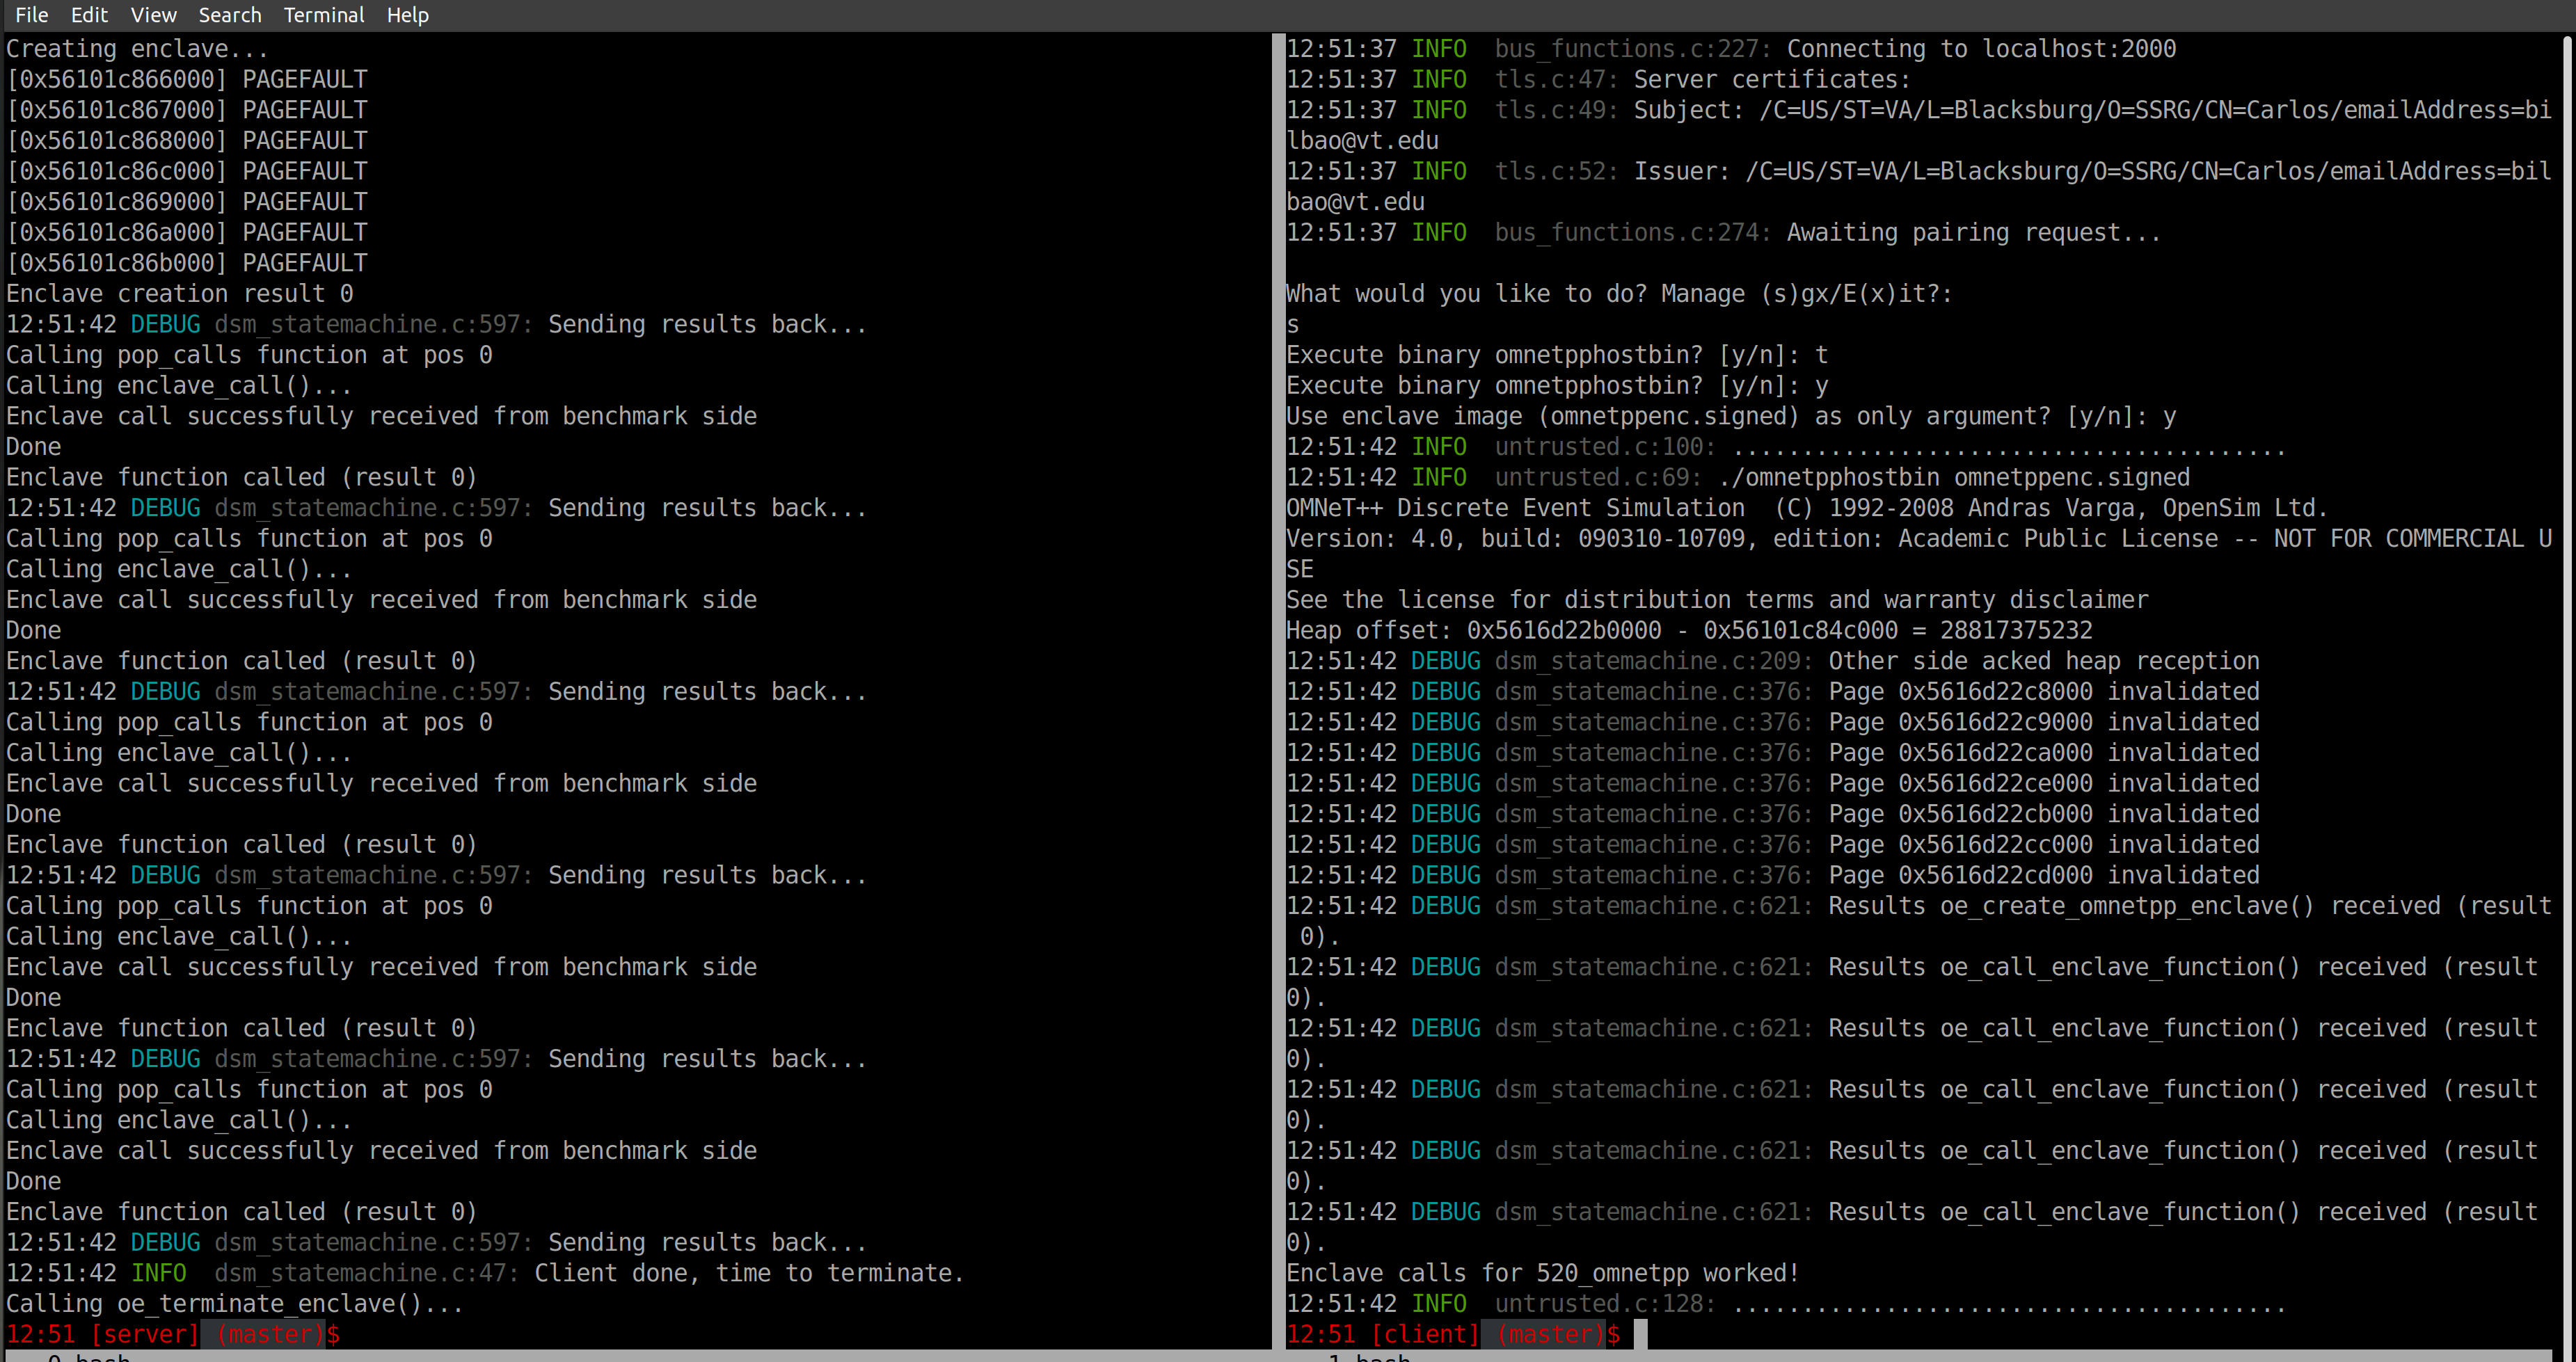 File Edit View Search Terminal Help
Creating enclave...
[0x56101c866000] PAGEFAULT
[0x56101c867000] PAGEFAULT
[0x56101c868000] PAGEFAULT
[0x56101c86c000] PAGEFAULT
[0x56101c869000] PAGEFAULT
[0x56101c86a000] PAGEFAULT
[0x56101c86b000] PAGEFAULT
Enclave creation result 0
12:51:42 DEBUG dsm_statemachine.c:597: Sending results back...
Calling pop_calls function at pos 0
Calling enclave_call()...
Enclave call successfully received from benchmark side
Done
Enclave function called (result 0)
12:51:42 DEBUG dsm_statemachine.c:597: Sending results back...
Calling pop_calls function at pos 0
Calling enclave_call()...
Enclave call successfully received from benchmark side
Done
Enclave function called (result 0)
12:51:42 DEBUG dsm_statemachine.c:597: Sending results back...
Calling pop_calls function at pos 0
Calling enclave_call()...
Enclave call successfully received from benchmark side
Done
Enclave function called (result 0)
12:51:42 DEBUG dsm_statemachine.c:597: Sending results back...
Calling pop_calls function at pos 0
Calling enclave_call()...
Enclave call successfully received from benchmark side
Done
Enclave function called (result 0)
12:51:42 DEBUG dsm_statemachine.c:597: Sending results back...
Calling pop_calls function at pos 0
Calling enclave_call()...
Enclave call successfully received from benchmark side
Done
Enclave function called (result 0)
12:51:42 DEBUG dsm_statemachine.c:597: Sending results back...
12:51:42 INFO  dsm_statemachine.c:47: Client done, time to terminate.
Calling oe_terminate_enclave()...
12:51 [server] (master)$
0 bash
12:51:37 INFO  bus_functions.c:227: Connecting to localhost:2000
12:51:37 INFO  tls.c:47: Server certificates:
12:51:37 INFO  tls.c:49: Subject: /C=US/ST=VA/L=Blacksburg/O=SSRG/CN=Carlos/emailAddress=bi
lbao@vt.edu
12:51:37 INFO  tls.c:52: Issuer: /C=US/ST=VA/L=Blacksburg/O=SSRG/CN=Carlos/emailAddress=bil
bao@vt.edu
12:51:37 INFO  bus_functions.c:274: Awaiting pairing request...
What would you like to do? Manage (s)gx/E(x)it?:
s
Execute binary omnetpphostbin? [y/n]: t
Execute binary omnetpphostbin? [y/n]: y
Use enclave image (omnetppenc.signed) as only argument? [y/n]: y
12:51:42 INFO  untrusted.c:100: ........................................
12:51:42 INFO  untrusted.c:69: ./omnetpphostbin omnetppenc.signed
OMNeT++ Discrete Event Simulation  (C) 1992-2008 Andras Varga, OpenSim Ltd.
Version: 4.0, build: 090310-10709, edition: Academic Public License -- NOT FOR COMMERCIAL U
SE
See the license for distribution terms and warranty disclaimer
Heap offset: 0x5616d22b0000 - 0x56101c84c000 = 28817375232
12:51:42 DEBUG dsm_statemachine.c:209: Other side acked heap reception
12:51:42 DEBUG dsm_statemachine.c:376: Page 0x5616d22c8000 invalidated
12:51:42 DEBUG dsm_statemachine.c:376: Page 0x5616d22c9000 invalidated
12:51:42 DEBUG dsm_statemachine.c:376: Page 0x5616d22ca000 invalidated
12:51:42 DEBUG dsm_statemachine.c:376: Page 0x5616d22ce000 invalidated
12:51:42 DEBUG dsm_statemachine.c:376: Page 0x5616d22cb000 invalidated
12:51:42 DEBUG dsm_statemachine.c:376: Page 0x5616d22cc000 invalidated
12:51:42 DEBUG dsm_statemachine.c:376: Page 0x5616d22cd000 invalidated
12:51:42 DEBUG dsm_statemachine.c:621: Results oe_create_omnetpp_enclave() received (result
 0).
12:51:42 DEBUG dsm_statemachine.c:621: Results oe_call_enclave_function() received (result
0).
12:51:42 DEBUG dsm_statemachine.c:621: Results oe_call_enclave_function() received (result
0).
12:51:42 DEBUG dsm_statemachine.c:621: Results oe_call_enclave_function() received (result
0).
12:51:42 DEBUG dsm_statemachine.c:621: Results oe_call_enclave_function() received (result
0).
12:51:42 DEBUG dsm_statemachine.c:621: Results oe_call_enclave_function() received (result
0).
Enclave calls for 520_omnetpp worked!
12:51:42 INFO  untrusted.c:128: ........................................
12:51 [client] (master)$
1 bash